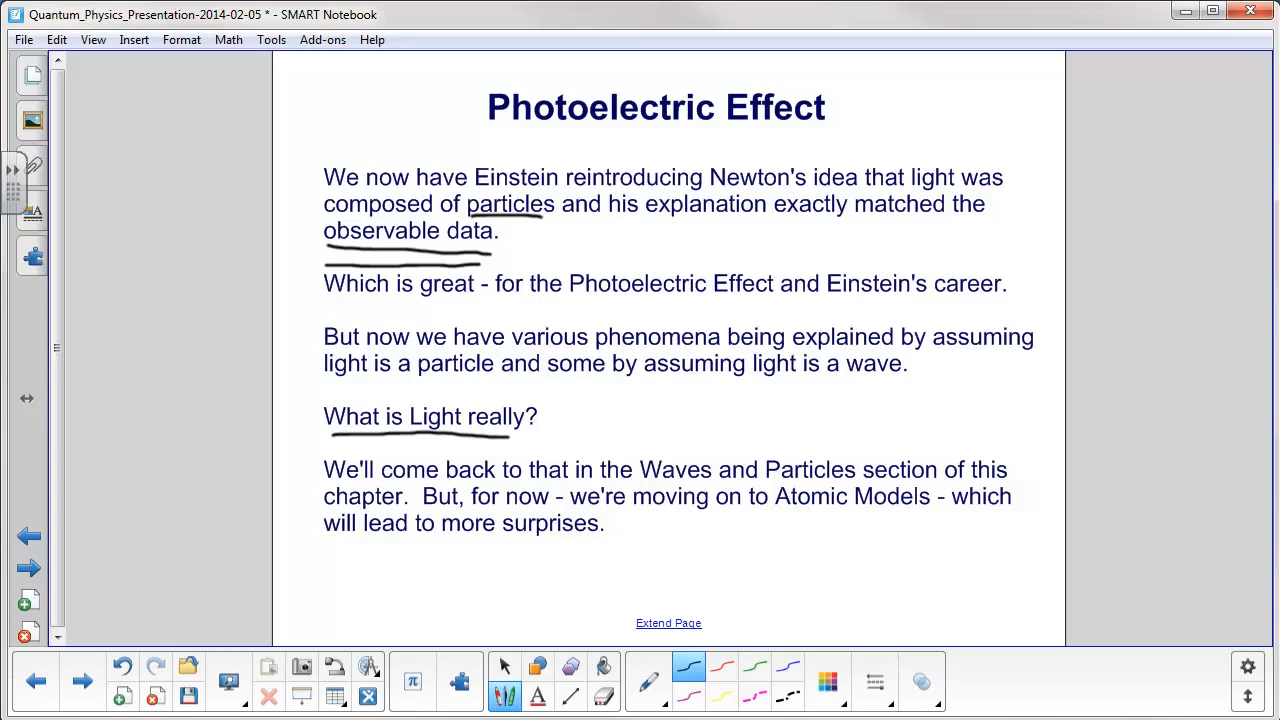 Quantum_Physics_Presentation-2014-02-05 * - SMART Notebook
File Edit View Insert Format Math Tools Add-ons Help
Photoelectric Effect
We now have Einstein reintroducing Newton's idea that light was
composed of particles and his explanation exactly matched the
observable data.
Which is great - for the Photoelectric Effect and Einstein's career.
But now we have various phenomena being explained by assuming
light is a particle and some by assuming light is a wave.
What is Light really?
We'll come back to that in the Waves and Particles section of this
chapter. But, for now - we're moving on to Atomic Models - which
will lead to more surprises.
Extend Page